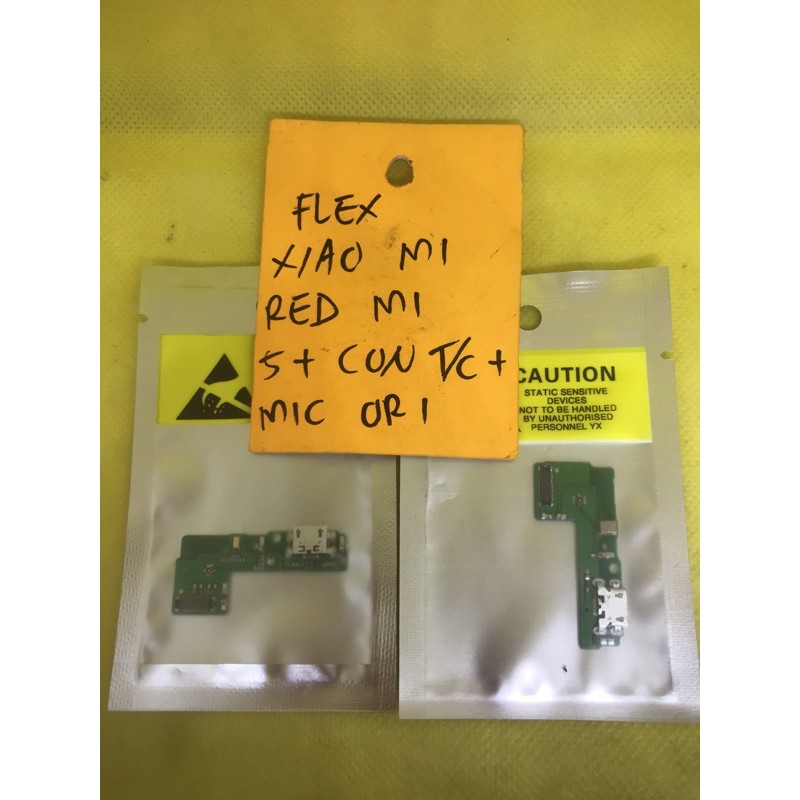 FLEX
XIAO MI
RED MI
5+ CON T/C +
MIC ORI
CAUTION
STATIC SENSITIVE
DEVICES
NOT TO BE HANDLED
BY UNAUTHORISED
PERSONNEL YX